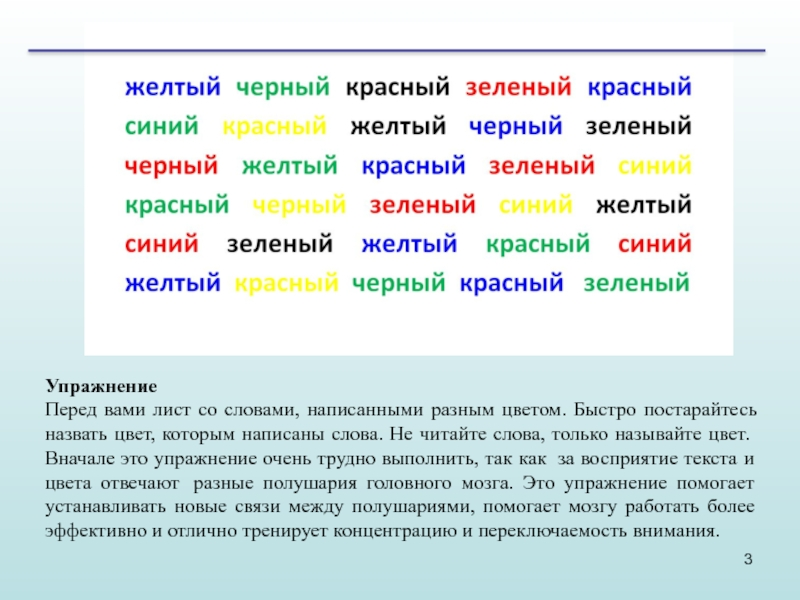 желтый черный красный зеленый красный
синий красный желтый черный зеленый
черный желтый красный зеленый синий
красный черный зеленый синий желтый
синий зеленый желтый красный синий
желтый красный черный красный зеленый
Упражнение
Перед вами лист со словами, написанными разным цветом. Быстро постарайтесь
назвать цвет, которым написаны слова. Не читайте слова, только называйте цвет.
Вначале это упражнение очень трудно выполнить, так как за восприятие текста и
цвета отвечают разные полушария головного мозга. Это упражнение помогает
устанавливать новые связи между полушариями, помогает мозгу работать более
эффективно и отлично тренирует концентрацию и переключаемость внимания.
3